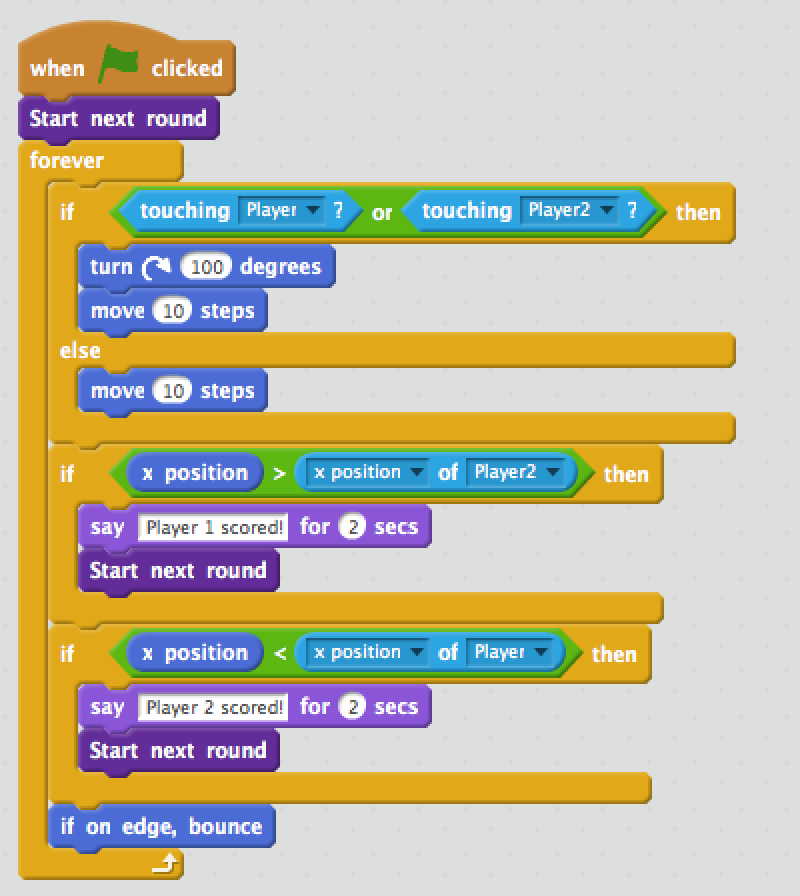 when clicked
Start next round
forever
if touching Player ? or touching Player2 ? then
turn 100 degrees
move 10 steps
else
move 10 steps
if x position > x position of Player2 then
say Player 1 scored! for 2 secs
Start next round
if x position < x position of Player then
say Player 2 scored! for 2 secs
Start next round
if on edge, bounce